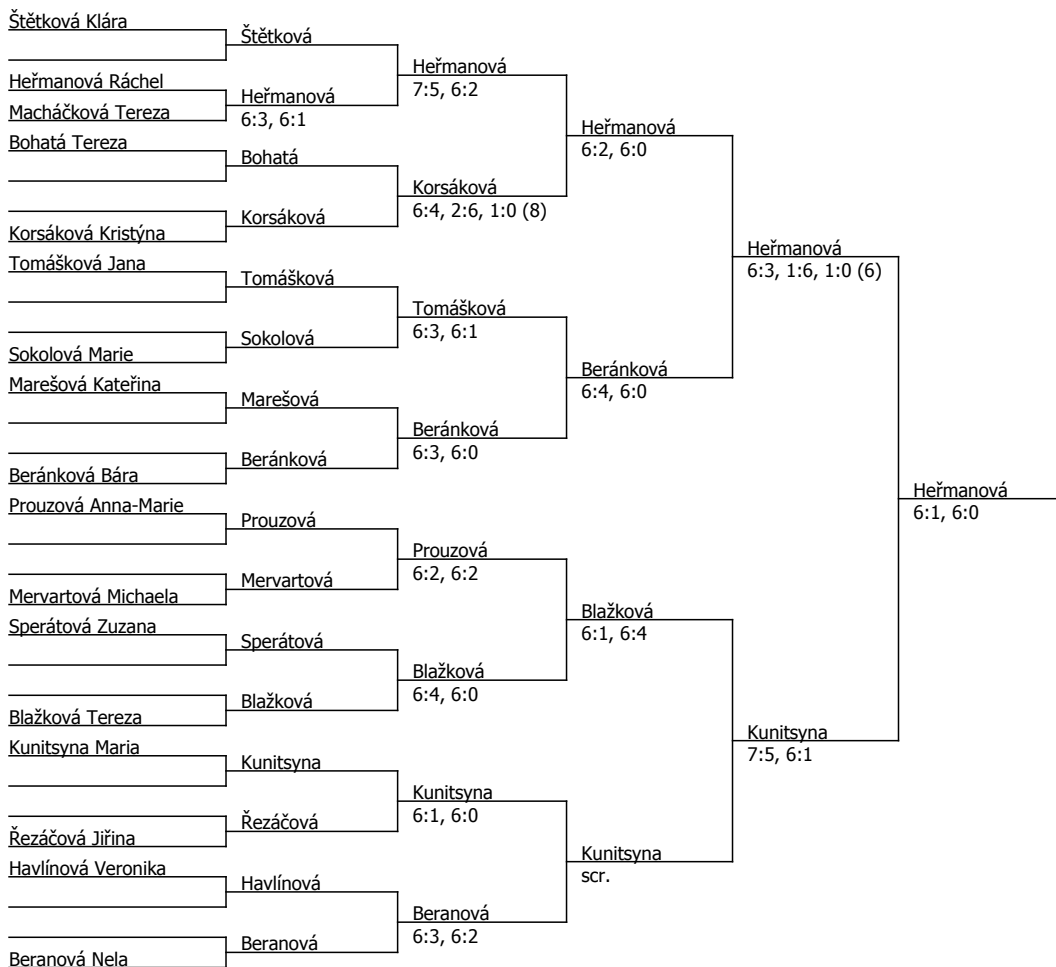 Štětková Klára
Heřmanová Ráchel
Macháčková Tereza
Bohatá Tereza
Korsáková Kristýna
Tomášková Jana
Sokolová Marie
Marešová Kateřina
Beránková Bára
Prouzová Anna-Marie
Mervartová Michaela
Sperátová Zuzana
Blažková Tereza
Kunitsyna Maria
Řezáčová Jiřina
Havlínová Veronika
Beranová Nela
Štětková
Heřmanová
6:3, 6:1
Bohatá
Korsáková
Tomášková
Sokolová
Marešová
Beránková
Prouzová
Mervartová
Sperátová
Blažková
Kunitsyna
Řezáčová
Havlínová
Beranová
Heřmanová
7:5, 6:2
Korsáková
6:4, 2:6, 1:0 (8)
Tomášková
6:3, 6:1
Beránková
6:3, 6:0
Prouzová
6:2, 6:2
Blažková
6:4, 6:0
Kunitsyna
6:1, 6:0
Beranová
6:3, 6:2
Heřmanová
6:2, 6:0
Beránková
6:4, 6:0
Blažková
6:1, 6:4
Kunitsyna
scr.
Heřmanová
6:3, 1:6, 1:0 (6)
Kunitsyna
7:5, 6:1
Heřmanová
6:1, 6:0